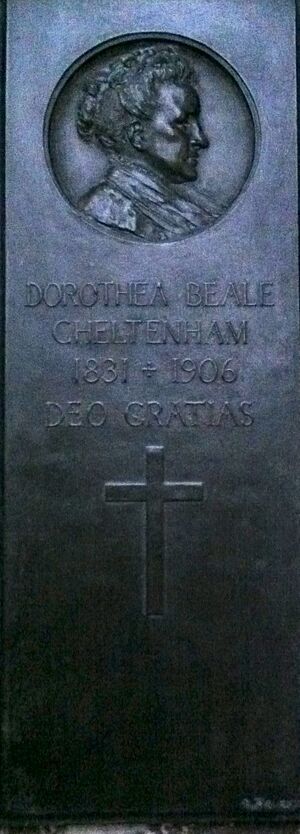 DOROTHEA BEALE
CHELTENHAM
1831 + 1906
DEO GRATIAS